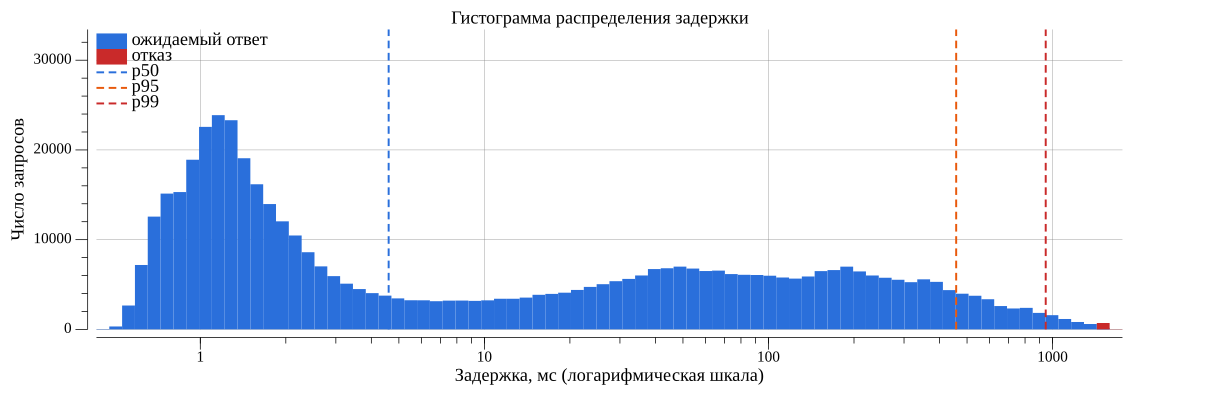 Гистограмма распределения задержки
ожидаемый ответ
отказ
p50
p95
p99
30000
20000
10000
0
Число запросов
1
10
100
1000
Задержка, мс (логарифмическая шкала)